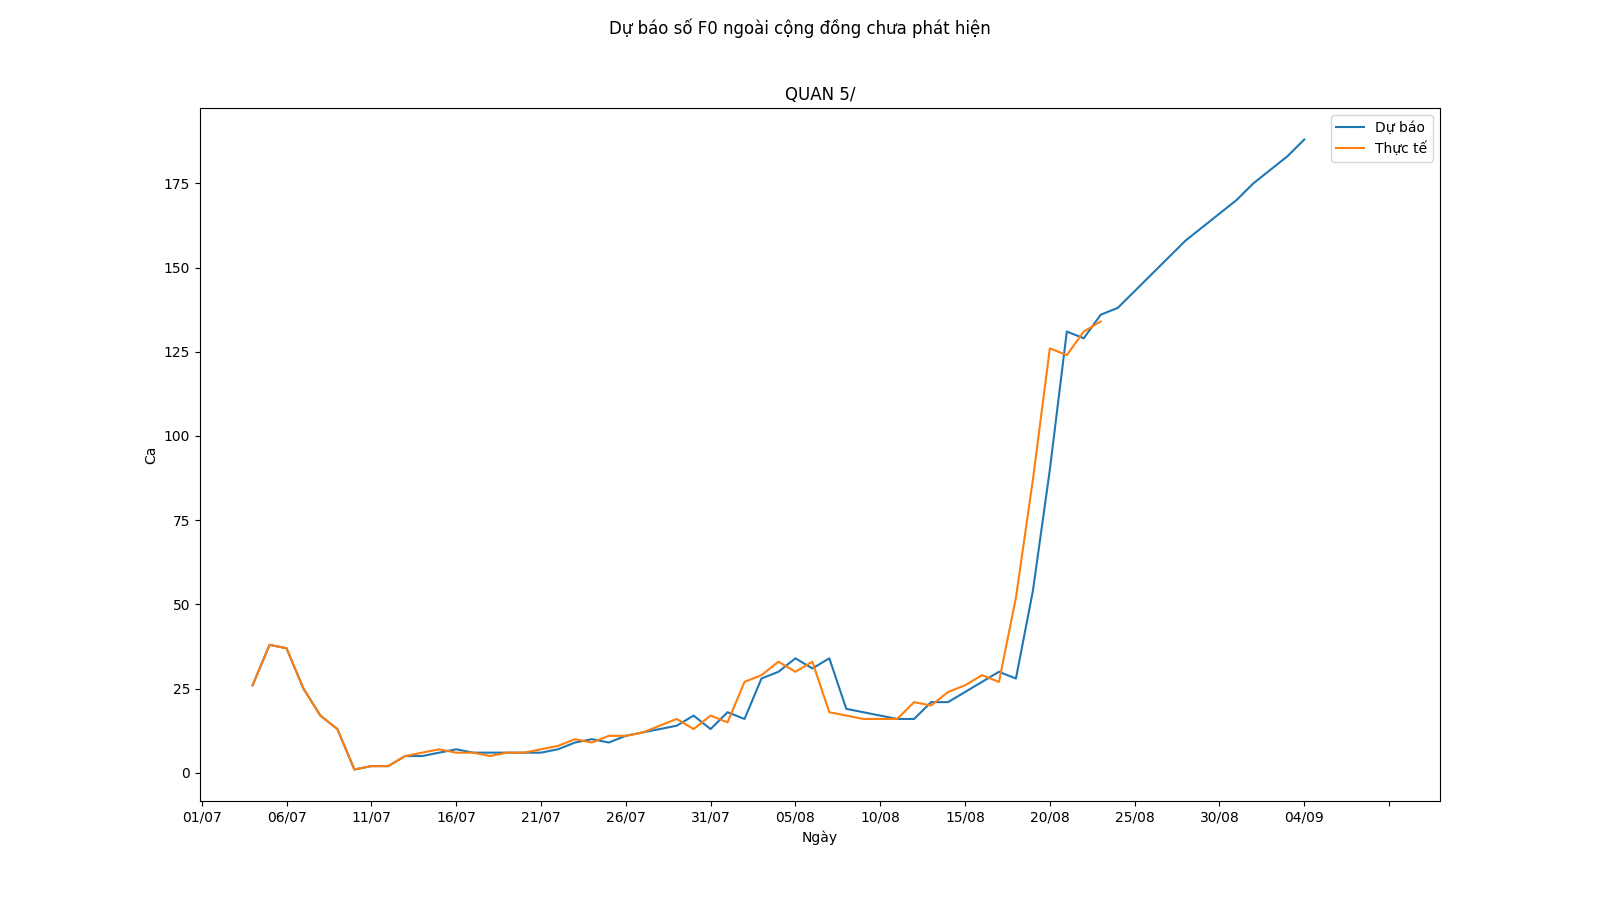 Dự báo số F0 ngoài cộng đồng chưa phát hiện
QUAN 5/
Dự báo
Thực tế
175
150
125
100
75
50
25
0
Ca
01/07 06/07 11/07 16/07 21/07 26/07 31/07 05/08 10/08 15/08 20/08 25/08 30/08 04/09
Ngày